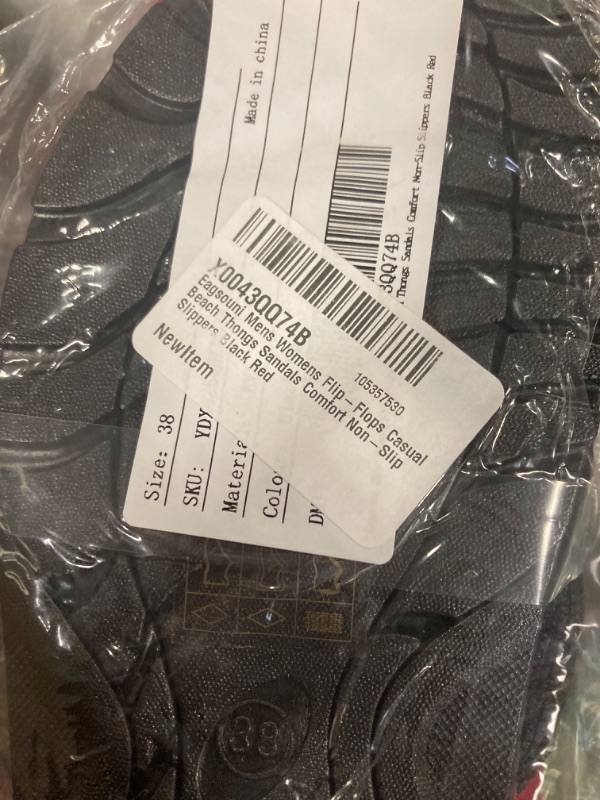 Made in china
Thongs Sandals Comfort Non-Slip Slippers Black Red
3QQ74B
X0043QQ74B
105357530
Eagsouni Mens Womens Flip-Flops Casual
Beach Thongs Sandals Comfort Non-Slip
Slippers Black Red
NewItem
Size: 38
SKU: YDY
Materia
Colo
DM
38